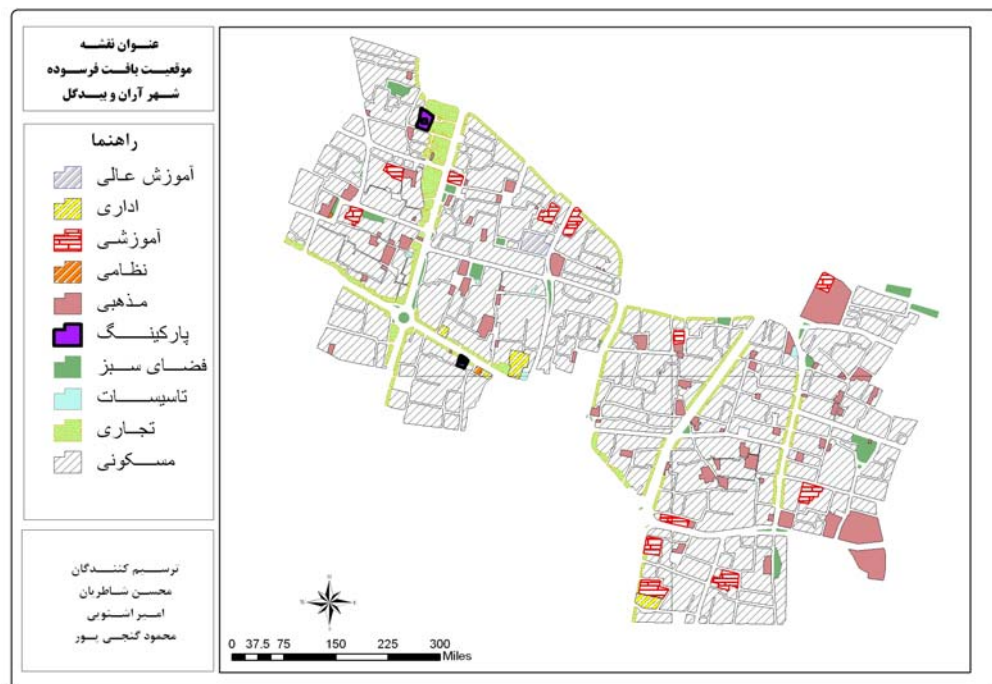 عنوان نقشه
موقعیت بافت فرسوده
شهر آران و بیدگل
راهنما
آموزش عالی
اداری
آموزشی
نظامی
مذهبی
پارکینگ
فضای سبز
تاسیسات
تجاری
مسکونی
ترسیم کنندگان
محسن شاطریان
امیر اشنویی
محمود گنجی پور
0 37.5 75 150 225 300
Miles